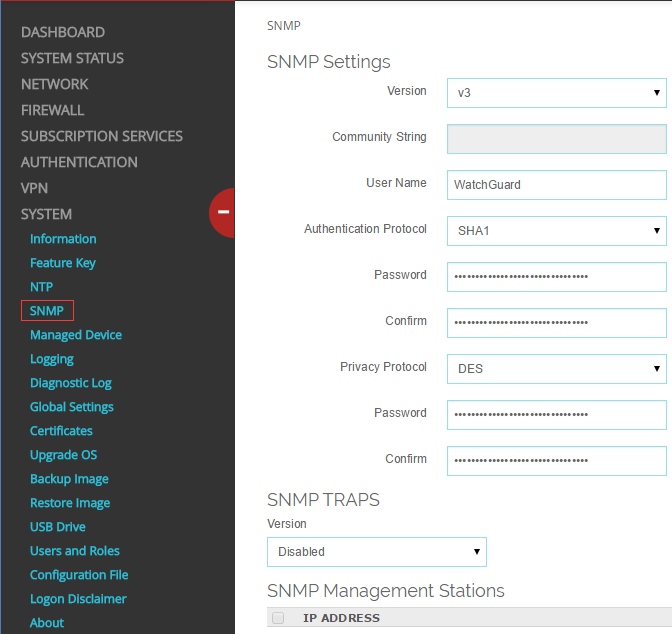 DASHBOARD
SYSTEM STATUS
NETWORK
FIREWALL
SUBSCRIPTION SERVICES
AUTHENTICATION
VPN
SYSTEM
Information
Feature Key
NTP
SNMP
Managed Device
Logging
Diagnostic Log
Global Settings
Certificates
Upgrade OS
Backup Image
Restore Image
USB Drive
Users and Roles
Configuration File
Logon Disclaimer
About
SNMP
SNMP Settings
Version v3
Community String
User Name WatchGuard
Authentication Protocol SHA1
Password ••••••••••••••••••••••••••••••••
Confirm ••••••••••••••••••••••••••••••••
Privacy Protocol DES
Password ••••••••••••••••••••••••••••••••
Confirm ••••••••••••••••••••••••••••••••
SNMP TRAPS
Version
Disabled
SNMP Management Stations
IP ADDRESS